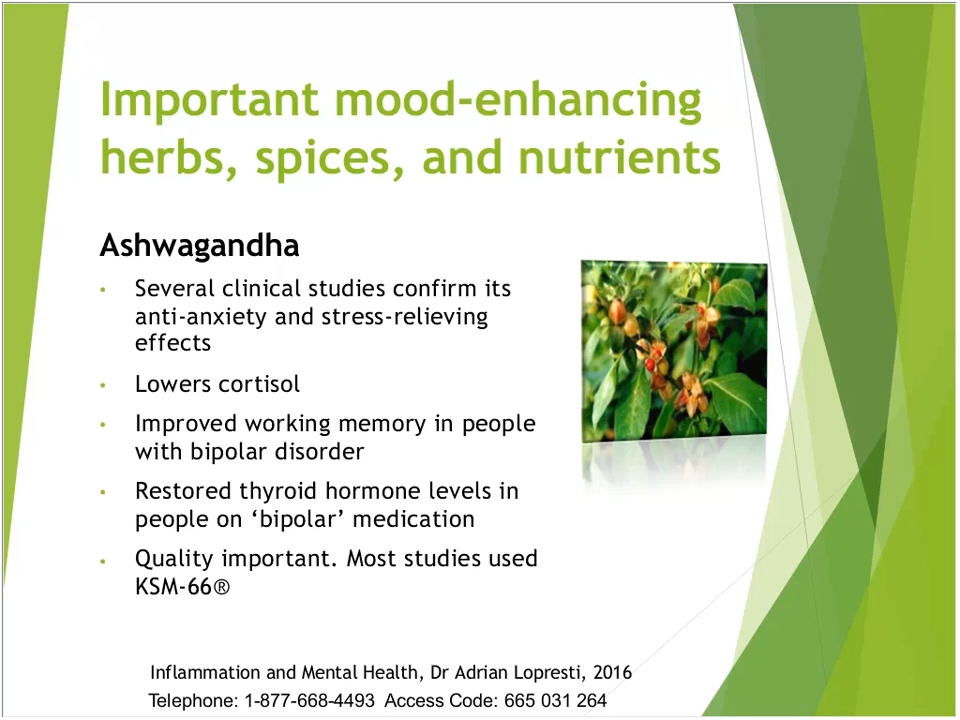 Important mood-enhancing
herbs, spices, and nutrients
Ashwagandha
• Several clinical studies confirm its
anti-anxiety and stress-relieving
effects
• Lowers cortisol
• Improved working memory in people
with bipolar disorder
• Restored thyroid hormone levels in
people on ‘bipolar’ medication
• Quality important. Most studies used
KSM-66®
Inflammation and Mental Health, Dr Adrian Lopresti, 2016
Telephone: 1-877-668-4493 Access Code: 665 031 264